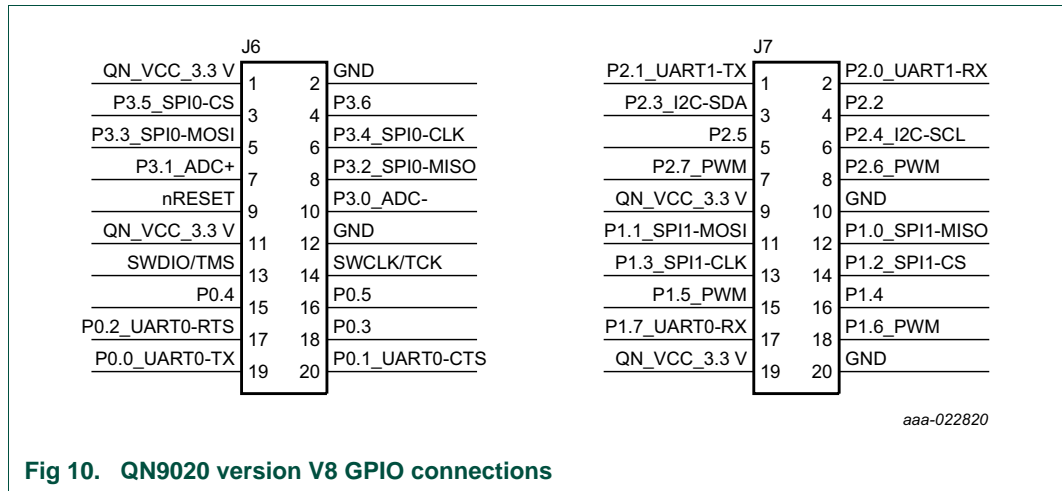 J6
QN_VCC_3.3 V 1 2 GND
P3.5_SPI0-CS 3 4 P3.6
P3.3_SPI0-MOSI 5 6 P3.4_SPI0-CLK
P3.1_ADC+ 7 8 P3.2_SPI0-MISO
nRESET 9 10 P3.0_ADC-
QN_VCC_3.3 V 11 12 GND
SWDIO/TMS 13 14 SWCLK/TCK
P0.4 15 16 P0.5
P0.2_UART0-RTS 17 18 P0.3
P0.0_UART0-TX 19 20 P0.1_UART0-CTS
J7
P2.1_UART1-TX 1 2 P2.0_UART1-RX
P2.3_I2C-SDA 3 4 P2.2
P2.5 5 6 P2.4_I2C-SCL
P2.7_PWM 7 8 P2.6_PWM
QN_VCC_3.3 V 9 10 GND
P1.1_SPI1-MOSI 11 12 P1.0_SPI1-MISO
P1.3_SPI1-CLK 13 14 P1.2_SPI1-CS
P1.5_PWM 15 16 P1.4
P1.7_UART0-RX 17 18 P1.6_PWM
QN_VCC_3.3 V 19 20 GND
aaa-022820
Fig 10. QN9020 version V8 GPIO connections